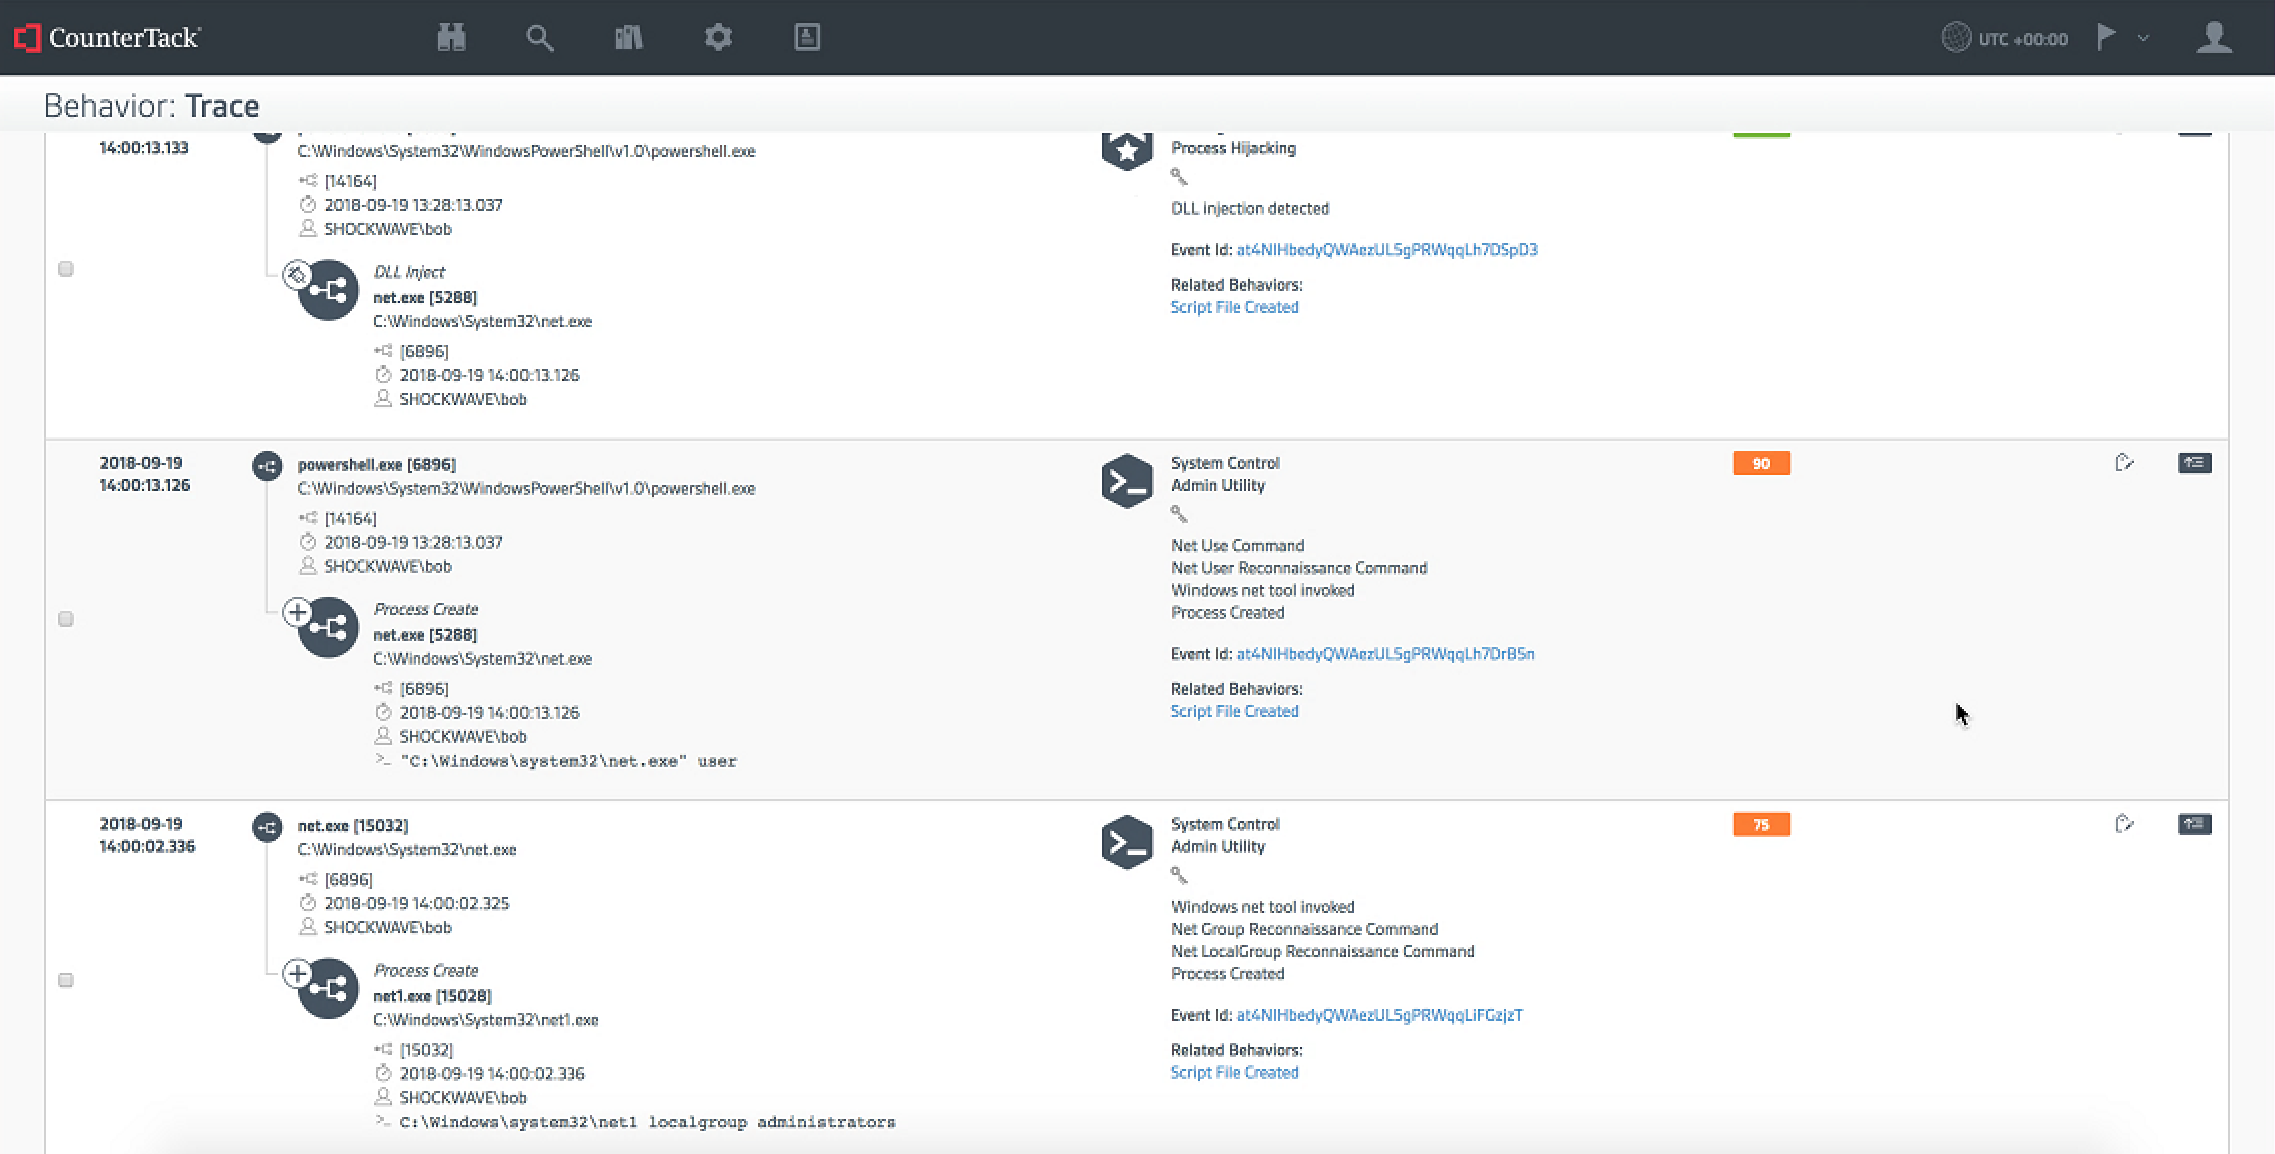 CounterTack
UTC +00:00
Behavior: Trace
14:00:13.133
C:\Windows\System32\WindowsPowerShell\v1.0\powershell.exe
[14164]
2018-09-19 13:28:13.037
SHOCKWAVE\bob
DLL Inject
net.exe [5288]
C:\Windows\System32\net.exe
[6896]
2018-09-19 14:00:13.126
SHOCKWAVE\bob
Process Hijacking
DLL injection detected
Event Id: at4NIHbedyQWAezUL5gPRWqqLh7DSpD3
Related Behaviors:
Script File Created
2018-09-19
14:00:13.126
powershell.exe [6896]
C:\Windows\System32\WindowsPowerShell\v1.0\powershell.exe
[14164]
2018-09-19 13:28:13.037
SHOCKWAVE\bob
Process Create
net.exe [5288]
C:\Windows\System32\net.exe
[6896]
2018-09-19 14:00:13.126
SHOCKWAVE\bob
>_ "C:\Windows\system32\net.exe" user
System Control
Admin Utility
Net Use Command
Net User Reconnaissance Command
Windows net tool invoked
Process Created
Event Id: at4NIHbedyQWAezUL5gPRWqqLh7DrB5n
Related Behaviors:
Script File Created
90
2018-09-19
14:00:02.336
net.exe [15032]
C:\Windows\System32\net.exe
[6896]
2018-09-19 14:00:02.325
SHOCKWAVE\bob
Process Create
net1.exe [15028]
C:\Windows\System32\net1.exe
[15032]
2018-09-19 14:00:02.336
SHOCKWAVE\bob
>_ C:\Windows\system32\net1 localgroup administrators
System Control
Admin Utility
Windows net tool invoked
Net Group Reconnaissance Command
Net LocalGroup Reconnaissance Command
Process Created
Event Id: at4NIHbedyQWAezUL5gPRWqqLiFGzjzT
Related Behaviors:
Script File Created
75